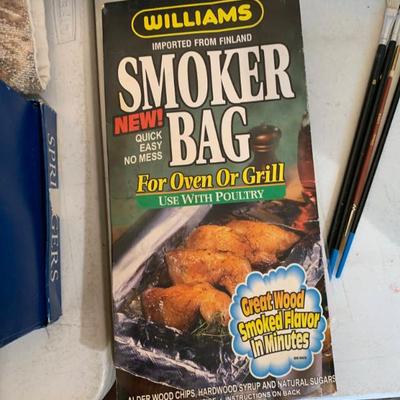 WILLIAMS
IMPORTED FROM FINLAND
SMOKER
NEW!
QUICK
EASY
NO MESS
BAG
For Oven Or Grill
USE WITH POULTRY
Great Wood
Smoked Flavor
In Minutes
ALDER WOOD CHIPS, HARDWOOD SYRUP AND NATURAL SUGARS
INSTRUCTIONS ON BACK